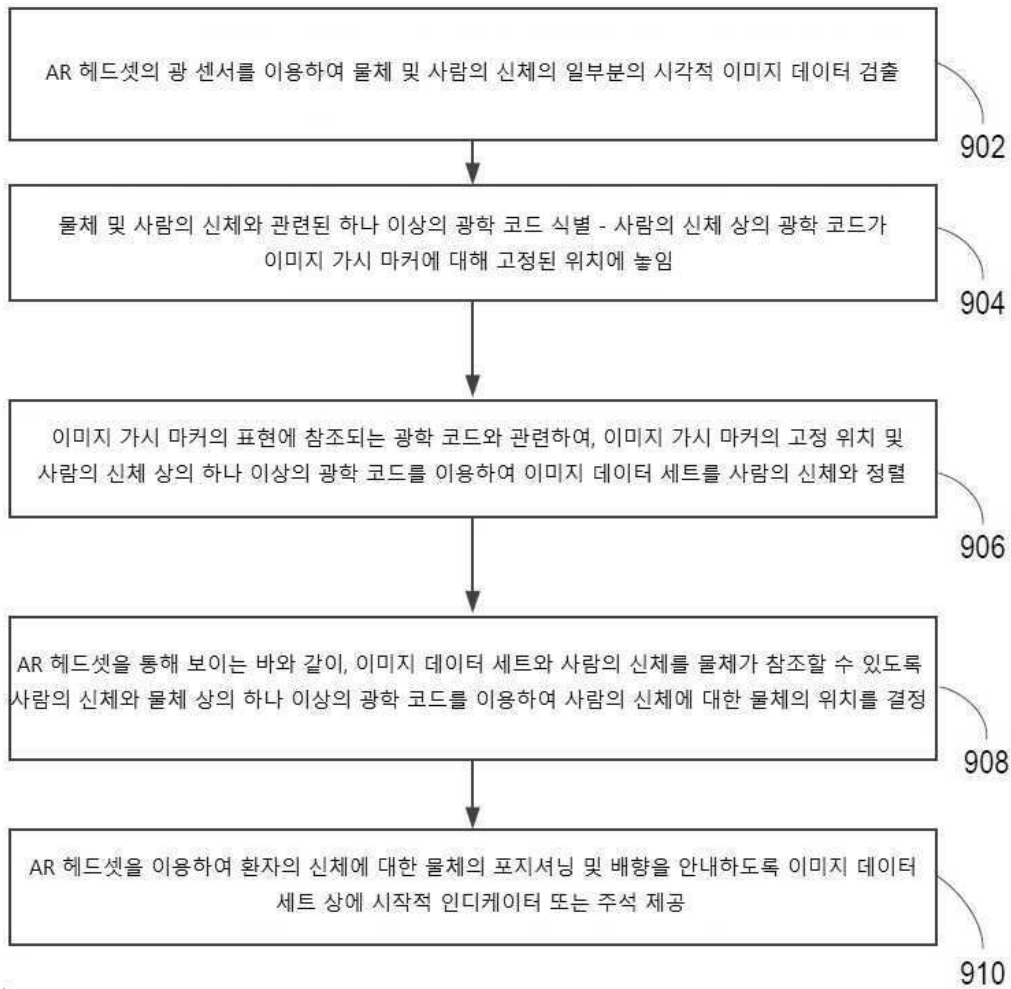 AR 헤드셋의 광 센서를 이용하여 물체 및 사람의 신체의 일부분의 시각적 이미지 데이터 검출
902
물체 및 사람의 신체와 관련된 하나 이상의 광학 코드 식별 - 사람의 신체 상의 광학 코드가
이미지 가시 마커에 대해 고정된 위치에 놓임
904
이미지 가시 마커의 표현에 참조되는 광학 코드와 관련하여, 이미지 가시 마커의 고정 위치 및
사람의 신체 상의 하나 이상의 광학 코드를 이용하여 이미지 데이터 세트를 사람의 신체와 정렬
906
AR 헤드셋을 통해 보이는 바와 같이, 이미지 데이터 세트와 사람의 신체를 물체가 참조할 수 있도록
사람의 신체와 물체 상의 하나 이상의 광학 코드를 이용하여 사람의 신체에 대한 물체의 위치를 결정
908
AR 헤드셋을 이용하여 환자의 신체에 대한 물체의 포지셔닝 및 배향을 안내하도록 이미지 데이터
세트 상에 시작적 인디케이터 또는 주석 제공
910